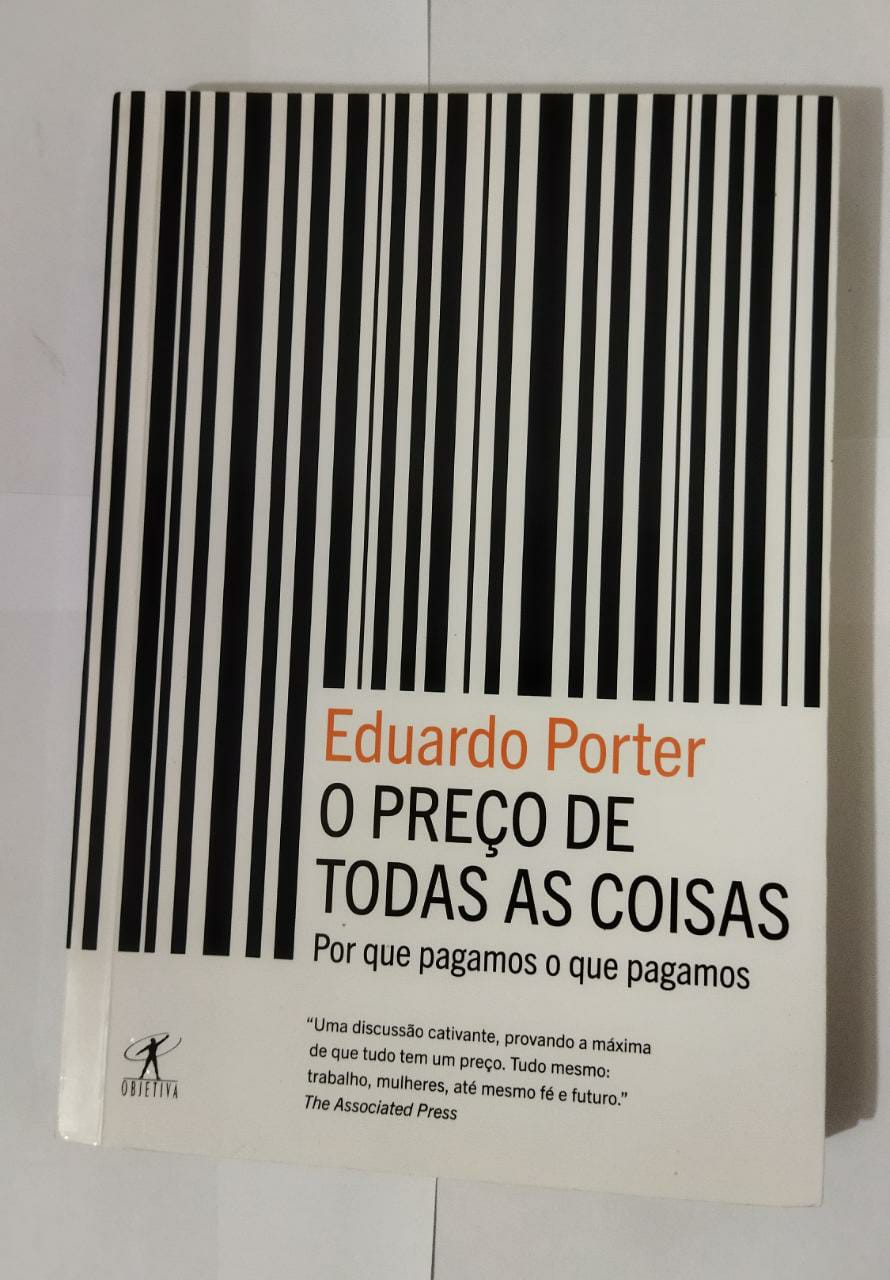 Eduardo Porter
O PREÇO DE
TODAS AS COISAS
Por que pagamos o que pagamos
“Uma discussão cativante, provando a máxima
de que tudo tem um preço. Tudo mesmo:
trabalho, mulheres, até mesmo fé e futuro.”
The Associated Press
OBJETIVA